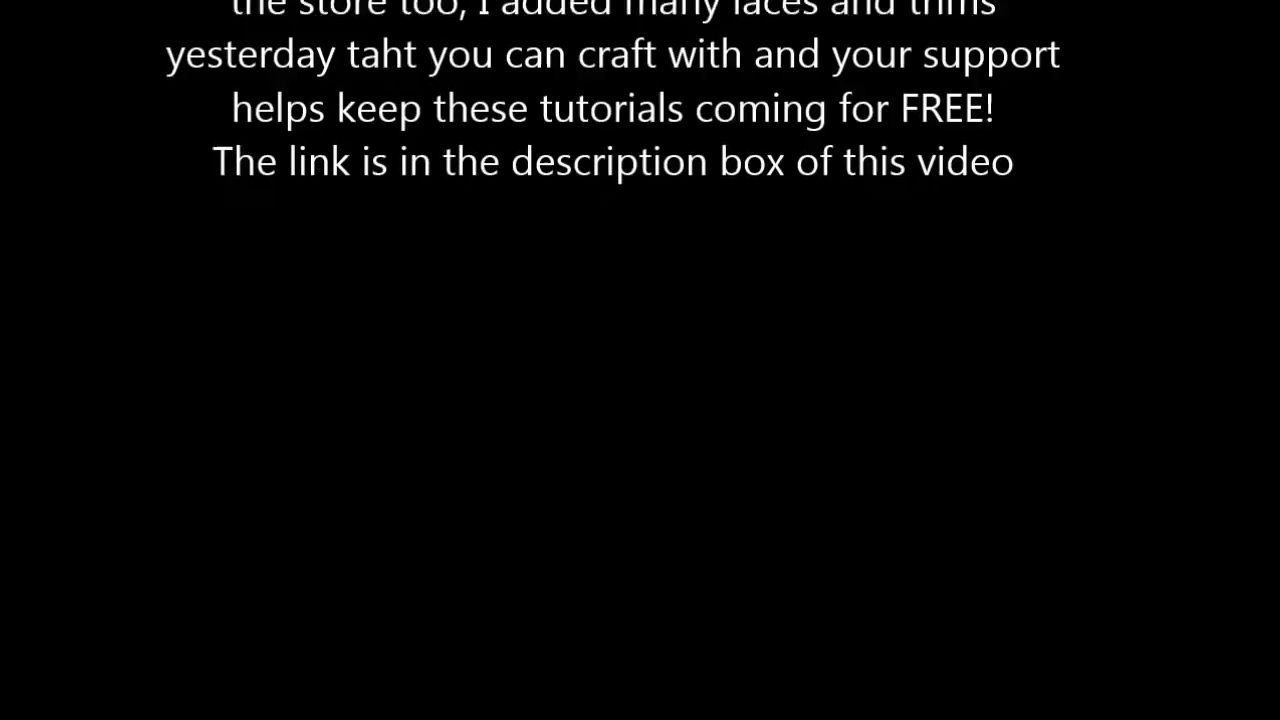 the store too, I added many laces and trims
yesterday taht you can craft with and your support
helps keep these tutorials coming for FREE!
The link is in the description box of this video